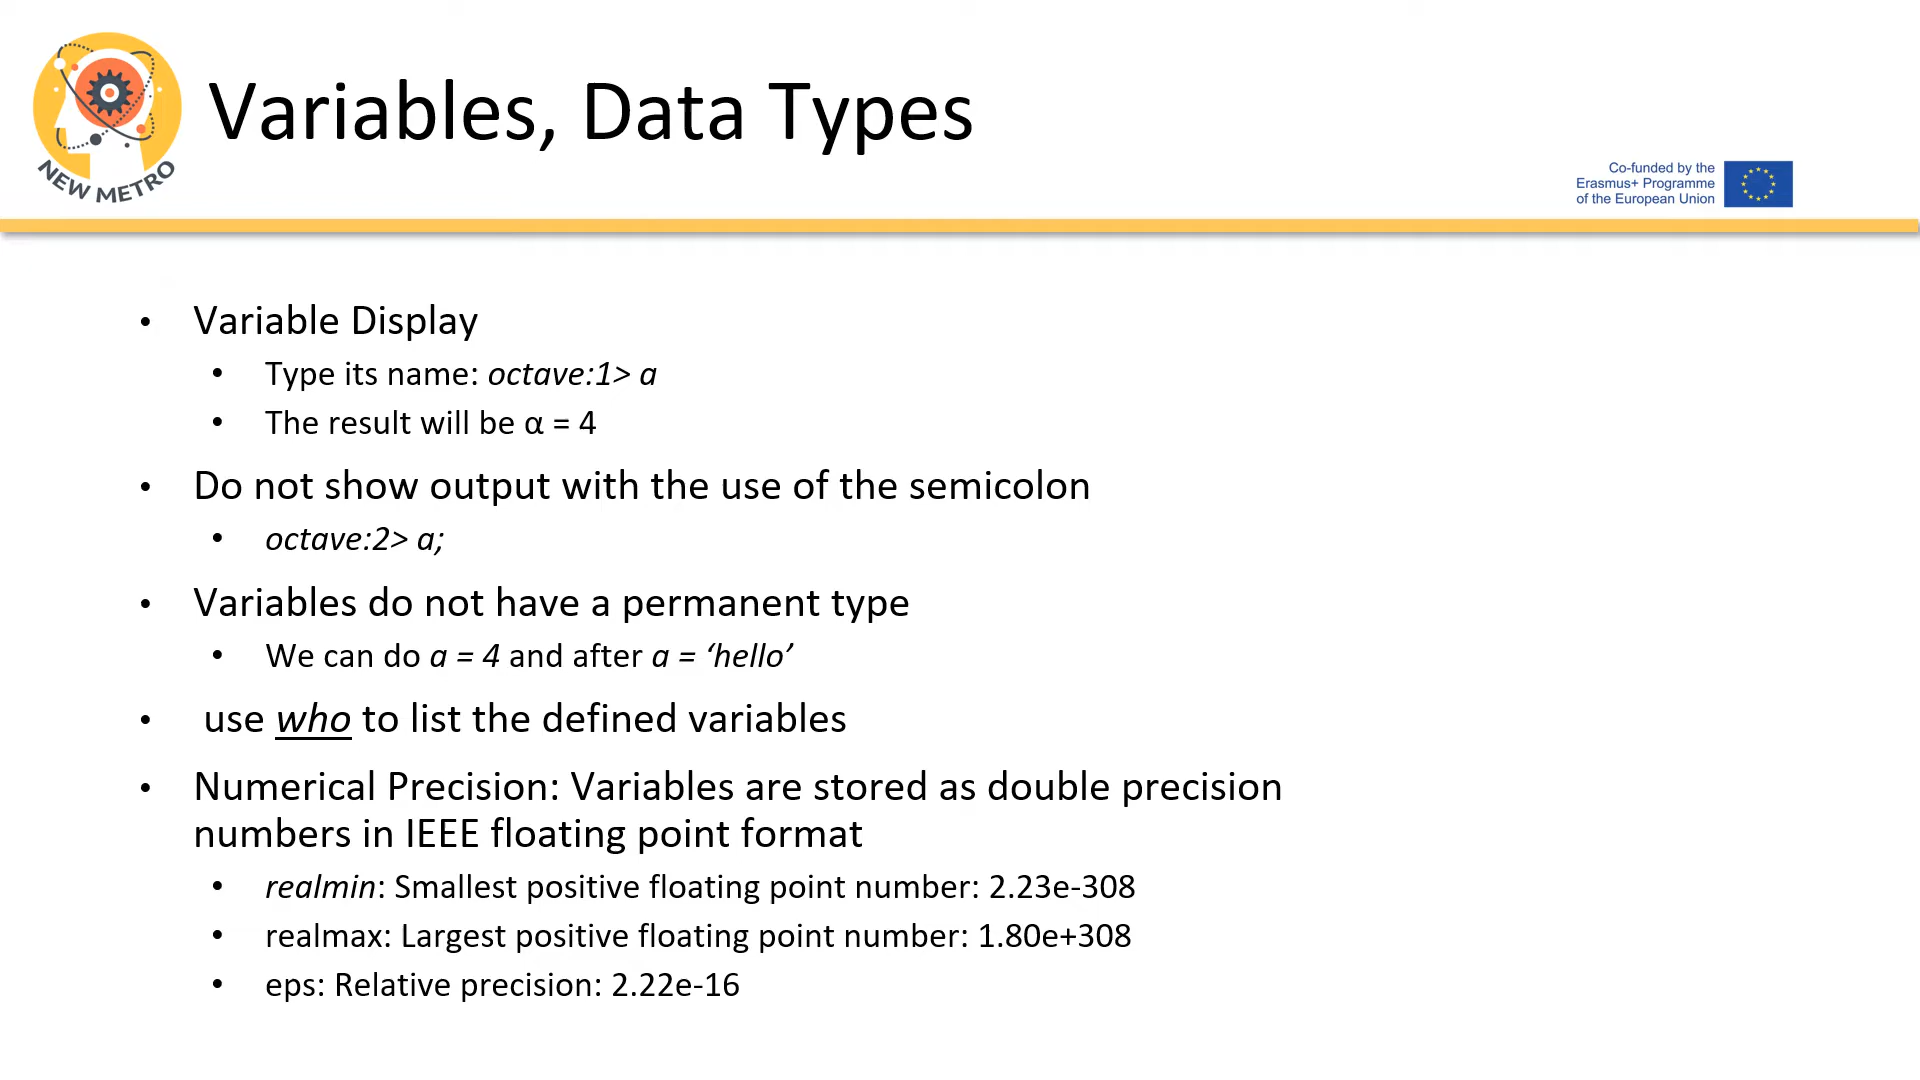 NEW METRO
Variables, Data Types
Co-funded by the
Erasmus+ Programme
of the European Union
• Variable Display
• Type its name: octave:1> a
• The result will be α = 4
• Do not show output with the use of the semicolon
• octave:2> a;
• Variables do not have a permanent type
• We can do a = 4 and after a = ‘hello’
• use who to list the defined variables
• Numerical Precision: Variables are stored as double precision
numbers in IEEE floating point format
• realmin: Smallest positive floating point number: 2.23e-308
• realmax: Largest positive floating point number: 1.80e+308
• eps: Relative precision: 2.22e-16